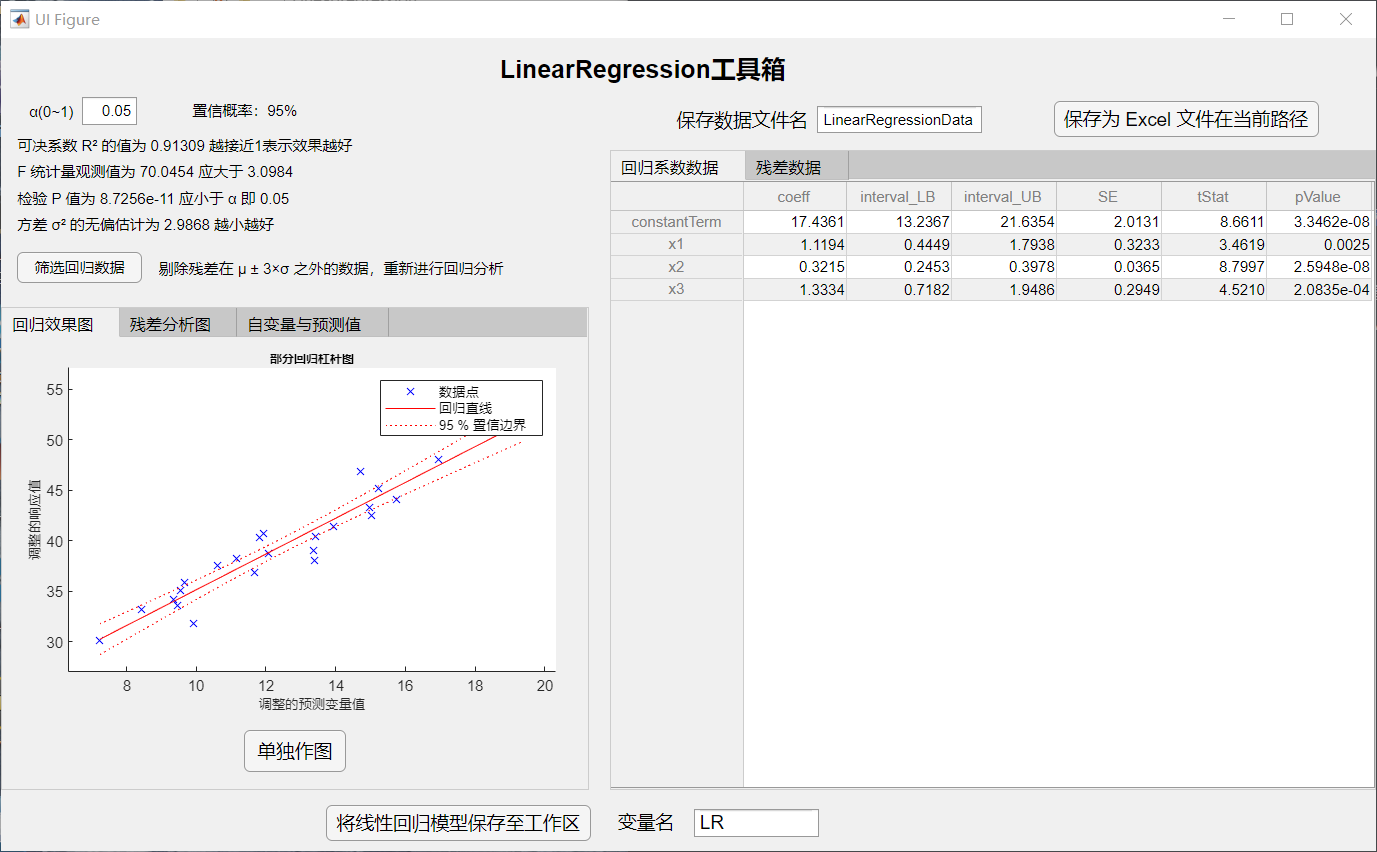 UI Figure
LinearRegression工具箱
α(0~1) 0.05 置信概率：95%
可决系数 R² 的值为 0.91309 越接近1表示效果越好
F 统计量观测值为 70.0454 应大于 3.0984
检验 P 值为 8.7256e-11 应小于 α 即 0.05
方差 σ² 的无偏估计为 2.9868 越小越好
筛选回归数据 剔除残差在 μ ± 3×σ 之外的数据，重新进行回归分析
回归效果图 残差分析图 自变量与预测值
部分回归杠杆图
数据点
回归直线
95 % 置信边界
调整的响应值
55
50
45
40
35
30
8 10 12 14 16 18 20
调整的预测变量值
单独作图
保存数据文件名 LinearRegressionData 保存为 Excel 文件在当前路径
回归系数数据 残差数据
coeff interval_LB interval_UB SE tStat pValue
constantTerm 17.4361 13.2367 21.6354 2.0131 8.6611 3.3462e-08
x1 1.1194 0.4449 1.7938 0.3233 3.4619 0.0025
x2 0.3215 0.2453 0.3978 0.0365 8.7997 2.5948e-08
x3 1.3334 0.7182 1.9486 0.2949 4.5210 2.0835e-04
将线性回归模型保存至工作区 变量名 LR